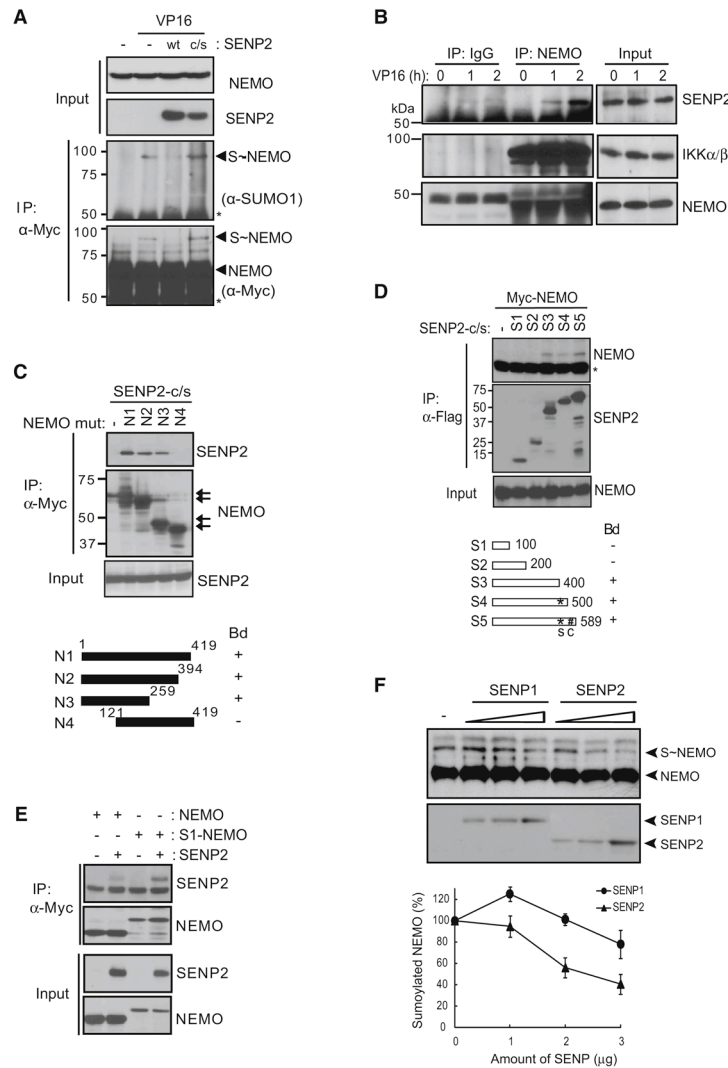 A
VP16
- - wt c/s : SENP2
Input
NEMO
SENP2
IP:
α-Myc
100
75
50
S~NEMO
(α-SUMO1)
*
100
75
50
S~NEMO
NEMO
(α-Myc)
*
B
IP: IgG IP: NEMO Input
VP16 (h): 0 1 2 0 1 2 0 1 2
kDa
50
SENP2
100
IKKα/β
50
NEMO
C
SENP2-c/s
NEMO mut: - N1 N2 N3 N4
IP:
α-Myc
SENP2
75
50
37
NEMO
Input
SENP2
Bd
1 419
N1 +
394
N2 +
259
N3 +
121 419
N4 -
D
Myc-NEMO
SENP2-c/s: - S1 S2 S3 S4 S5
IP:
α-Flag
NEMO
*
75
50
37
25
15
SENP2
Input
NEMO
Bd
S1 100 -
S2 200 -
S3 400 +
S4 * 500 +
S5 * # 589 +
S C
E
+ + - - : NEMO
- - + + : S1-NEMO
- + - + : SENP2
IP:
α-Myc
SENP2
NEMO
Input
SENP2
NEMO
F
SENP1 SENP2
-
S~NEMO
NEMO
SENP1
SENP2
Sumoylated NEMO (%)
120
100
80
60
40
20
0
SENP1
SENP2
0 1 2 3
Amount of SENP (μg)